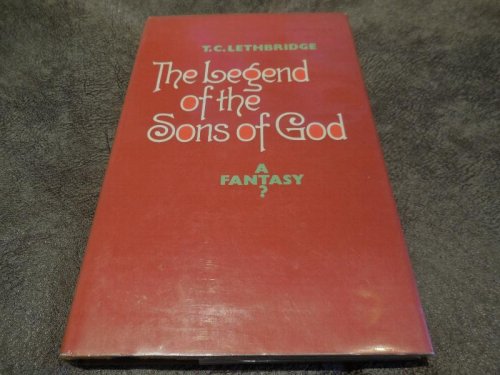 T.C. LETHBRIDGE
The Legend
of the
Sons of God
A
FANTASY
?